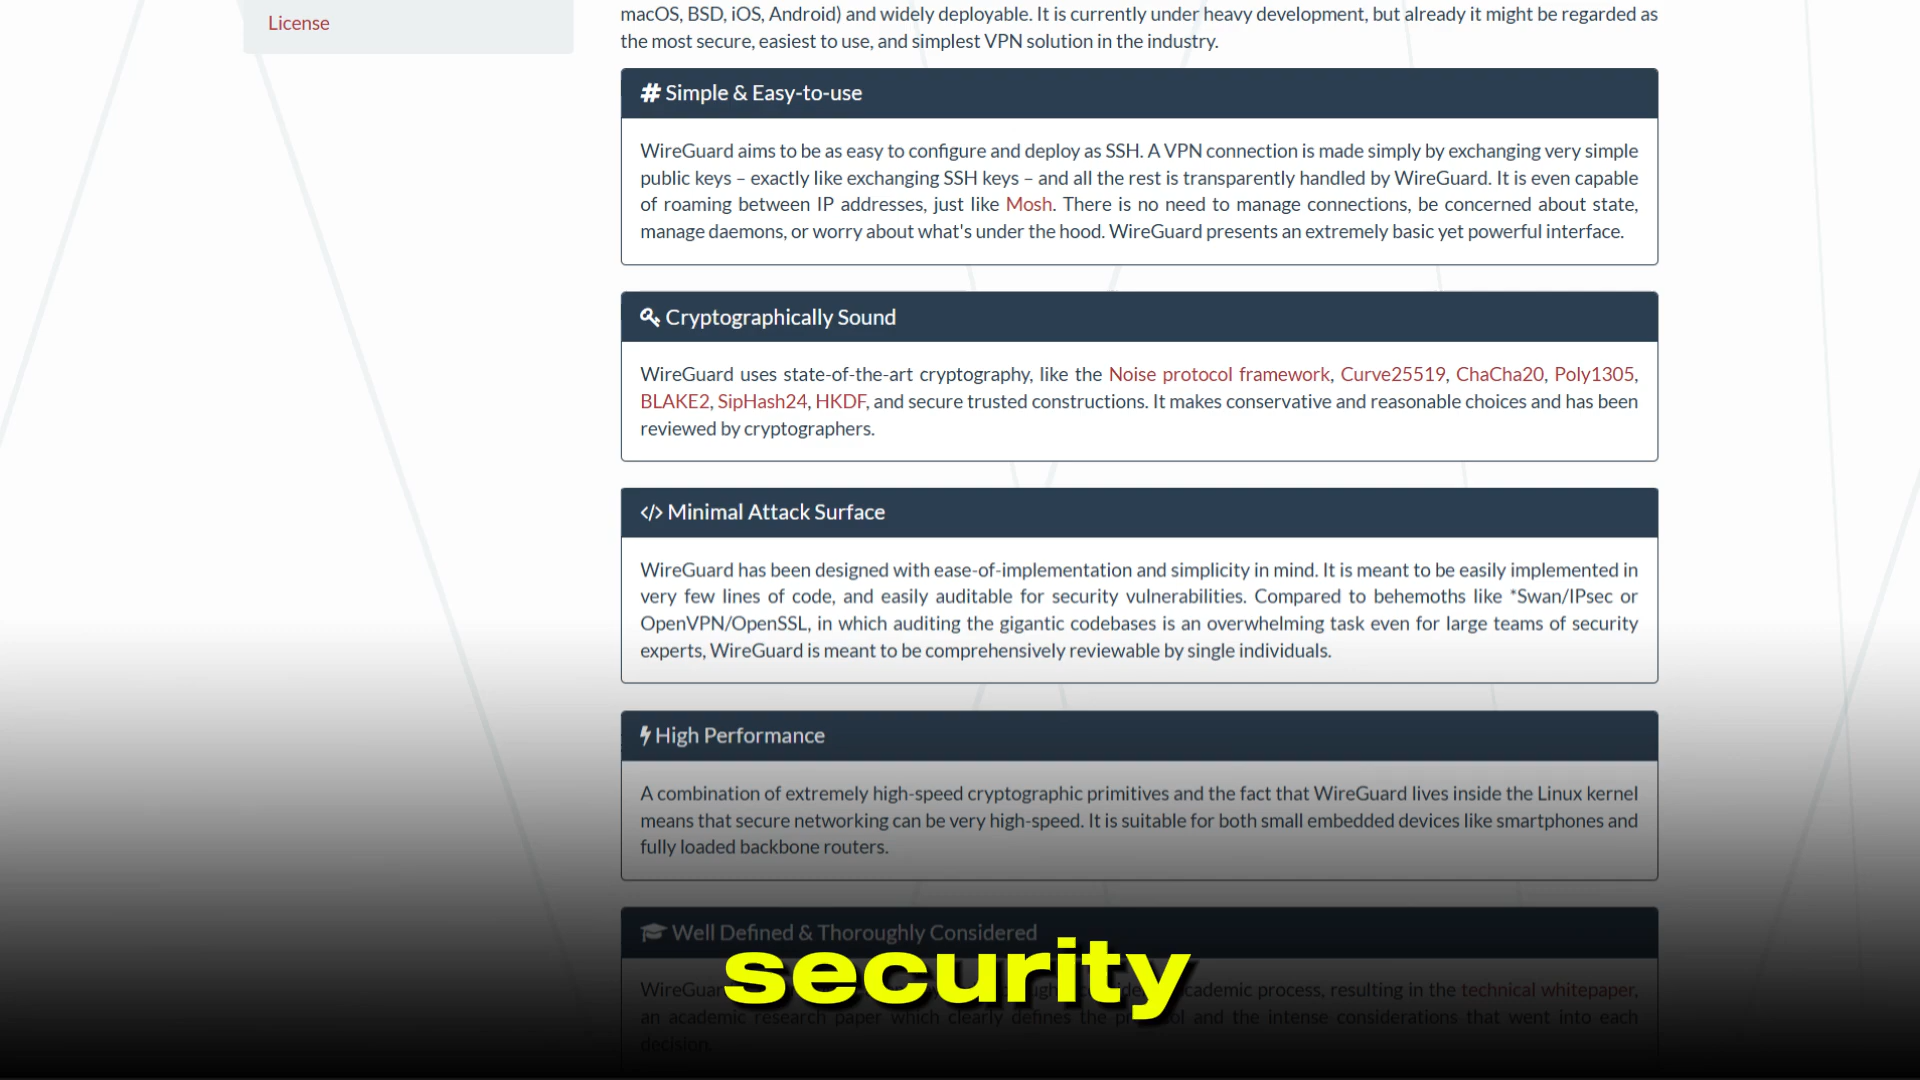 License
macOS, BSD, iOS, Android) and widely deployable. It is currently under heavy development, but already it might be regarded as
the most secure, easiest to use, and simplest VPN solution in the industry.
# Simple & Easy-to-use
WireGuard aims to be as easy to configure and deploy as SSH. A VPN connection is made simply by exchanging very simple
public keys – exactly like exchanging SSH keys – and all the rest is transparently handled by WireGuard. It is even capable
of roaming between IP addresses, just like Mosh. There is no need to manage connections, be concerned about state,
manage daemons, or worry about what's under the hood. WireGuard presents an extremely basic yet powerful interface.
Cryptographically Sound
WireGuard uses state-of-the-art cryptography, like the Noise protocol framework, Curve25519, ChaCha20, Poly1305,
BLAKE2, SipHash24, HKDF, and secure trusted constructions. It makes conservative and reasonable choices and has been
reviewed by cryptographers.
</> Minimal Attack Surface
WireGuard has been designed with ease-of-implementation and simplicity in mind. It is meant to be easily implemented in
very few lines of code, and easily auditable for security vulnerabilities. Compared to behemoths like *Swan/IPsec or
OpenVPN/OpenSSL, in which auditing the gigantic codebases is an overwhelming task even for large teams of security
experts, WireGuard is meant to be comprehensively reviewable by single individuals.
High Performance
A combination of extremely high-speed cryptographic primitives and the fact that WireGuard lives inside the Linux kernel
means that secure networking can be very high-speed. It is suitable for both small embedded devices like smartphones and
fully loaded backbone routers.
Well Defined & Thoroughly Considered
security
academic process, resulting in the technical whitepaper,
an academic research paper which clearly defines the and the intense considerations that went into each
decision.